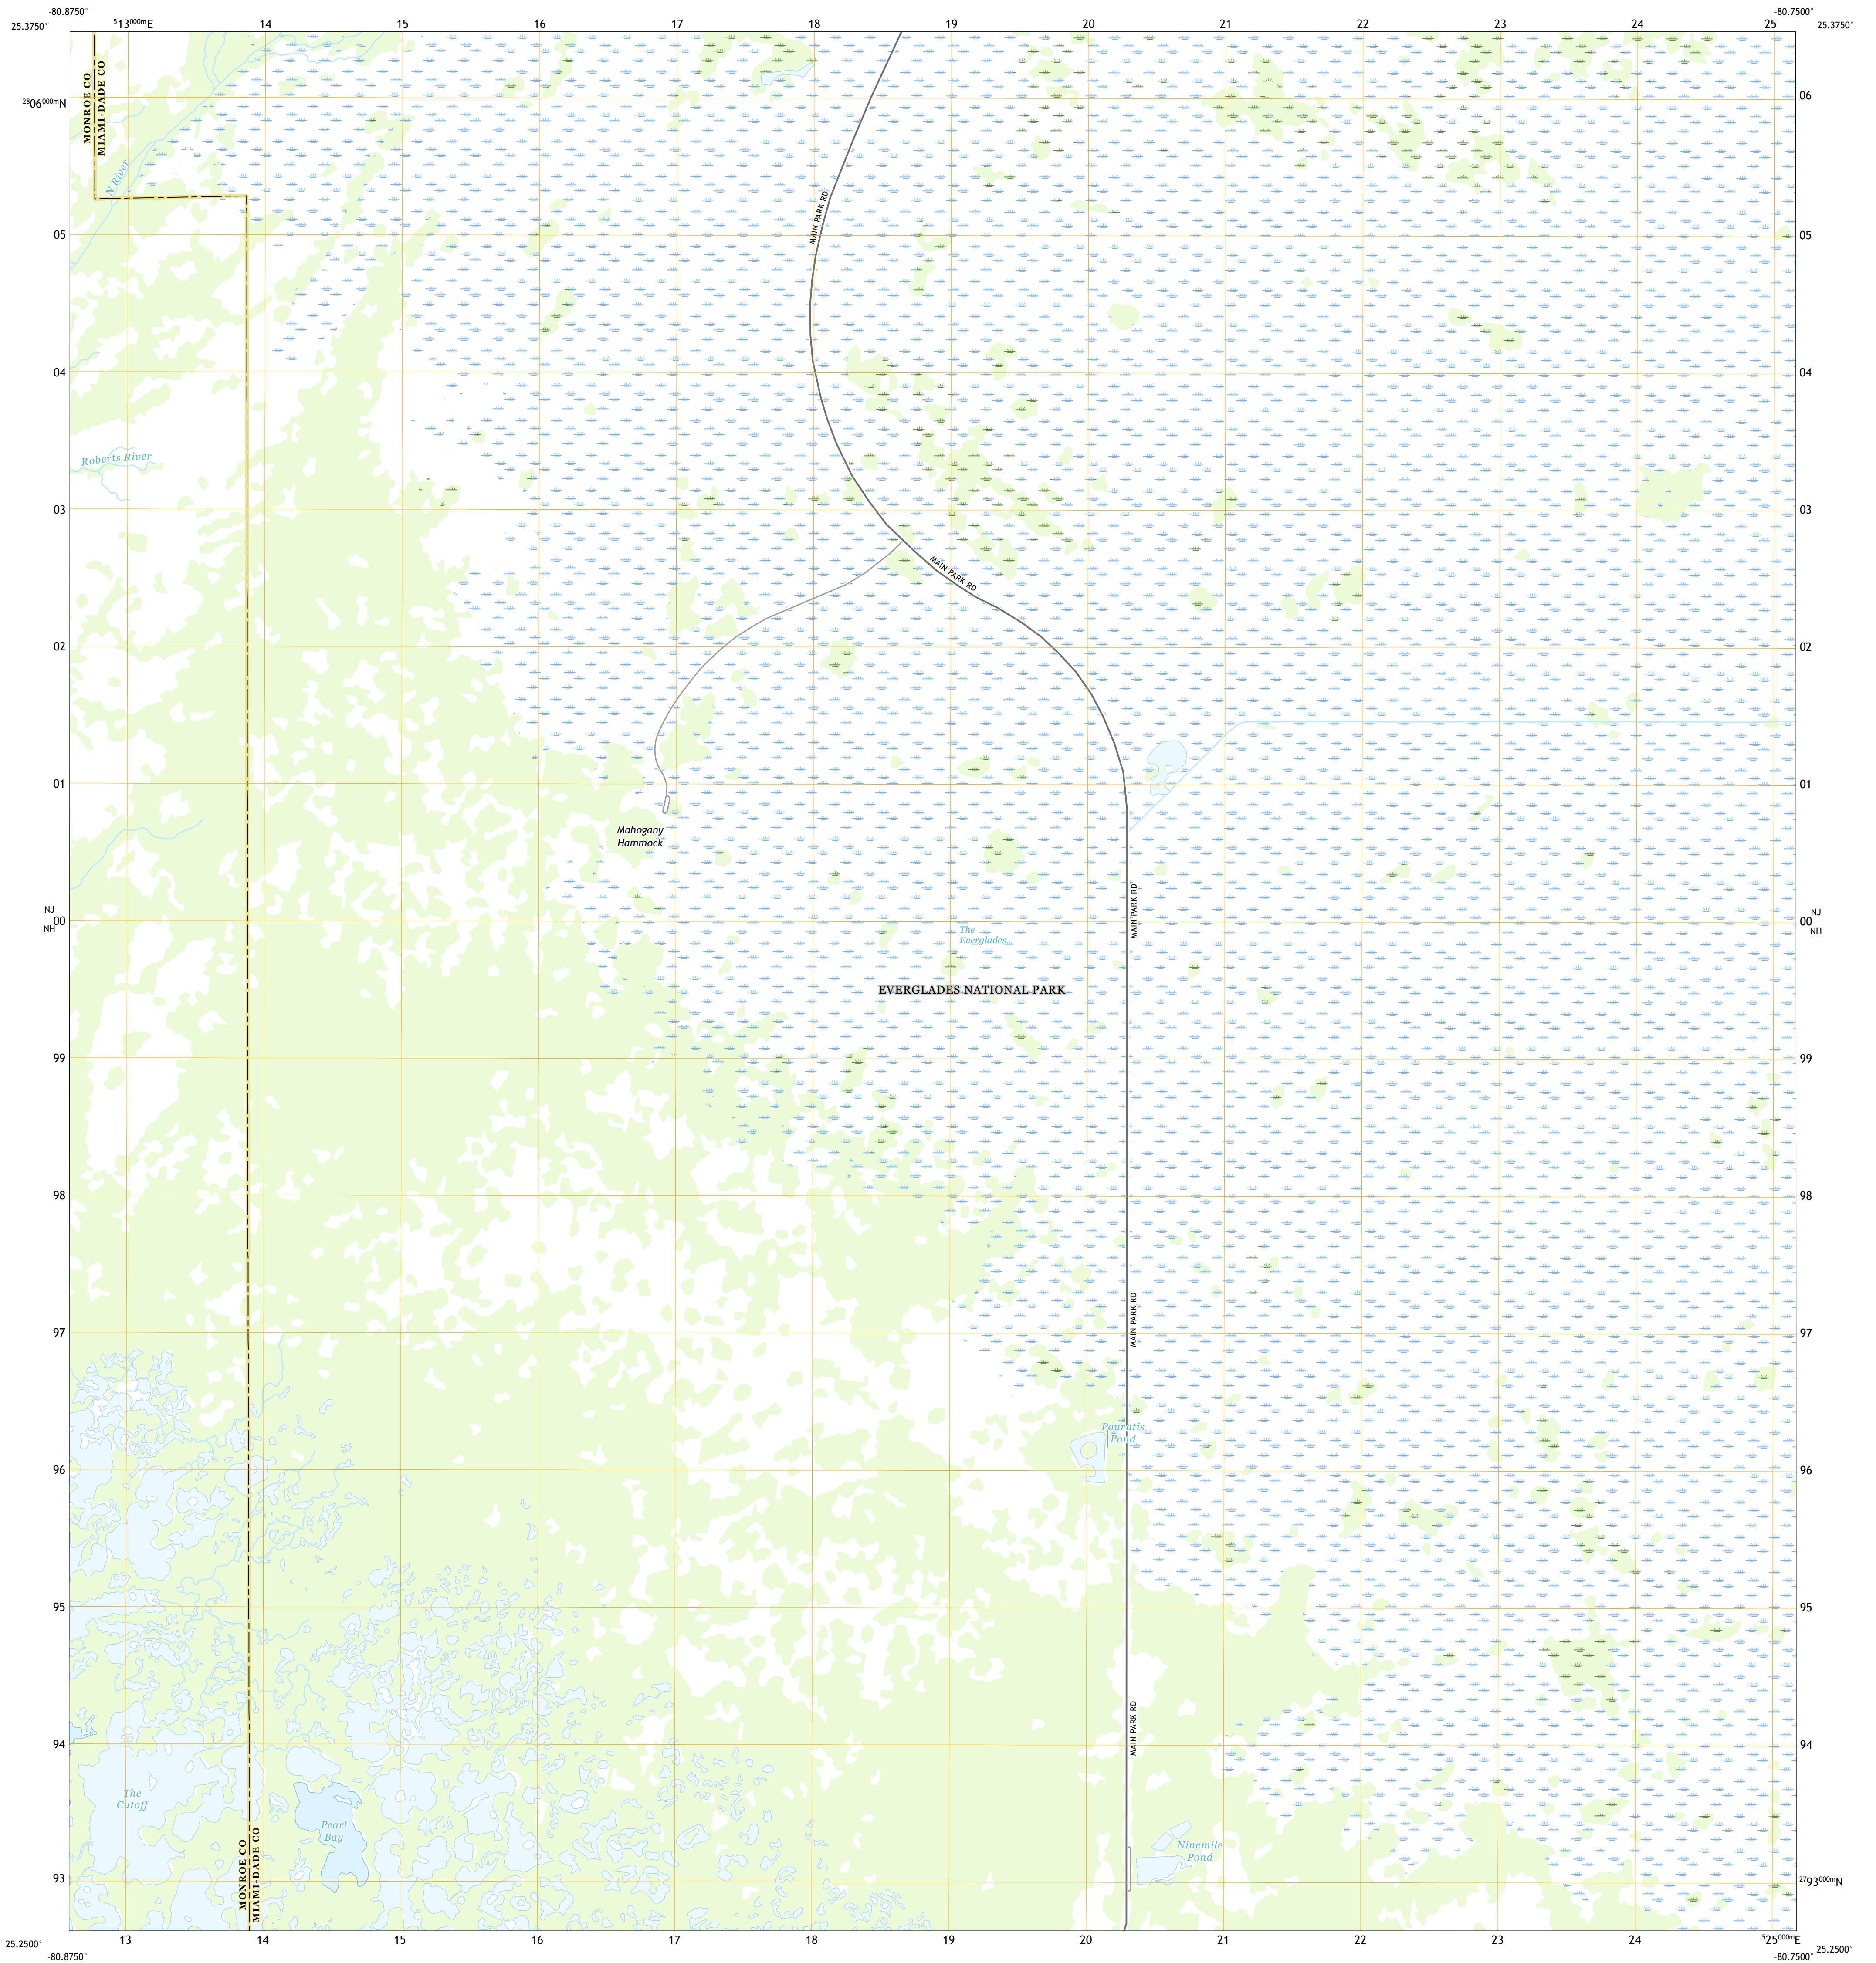 -80.8750°
-80.7500°
25.3750°
⁵13⁰⁰⁰ᵐE
14
15
16
17
18
19
20
21
22
23
24
25
25.3750°
MONROE CO
MIAMI-DADE CO
²⁸06⁰⁰⁰ᵐN
06
N River
MAIN PARK RD
05
05
04
04
Roberts River
03
03
MAIN PARK RD
02
02
01
01
Mahogany
Hammock
MAIN PARK RD
NJ
00
NH
NJ
00
NH
The
Everglades
EVERGLADES NATIONAL PARK
99
99
98
98
MAIN PARK RD
97
97
Pouratis
Pond
96
96
95
95
MAIN PARK RD
94
94
The
Cutoff
Pearl
Bay
MONROE CO
MIAMI-DADE CO
Ninemile
Pond
93
²⁷93⁰⁰⁰ᵐN
25.2500°
13
14
15
16
17
18
19
20
21
22
23
24
⁵25⁰⁰⁰ᵐE
25.2500°
-80.8750°
-80.7500°